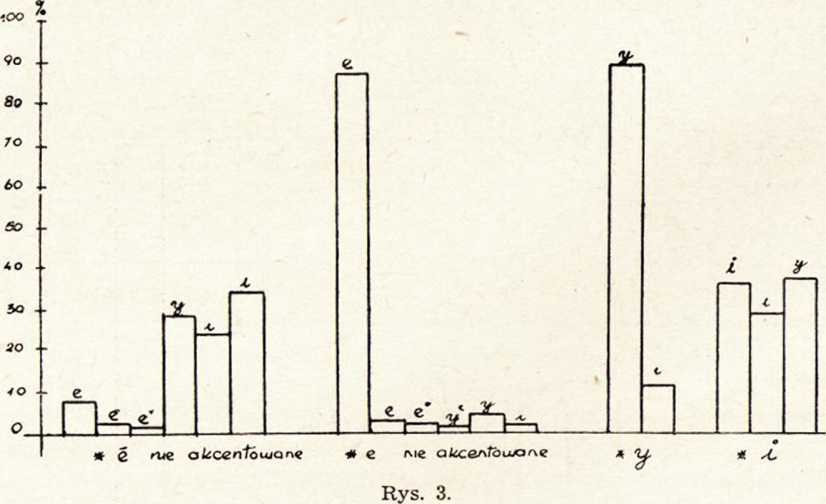 %
100
90
80
70
60
50
40
30
20
10
0
e e e· y ι ι
e e e· y y ι
y ι
i ι y
* ě nie akcentowane * e nie akcentowane * y * i
Rys. 3.